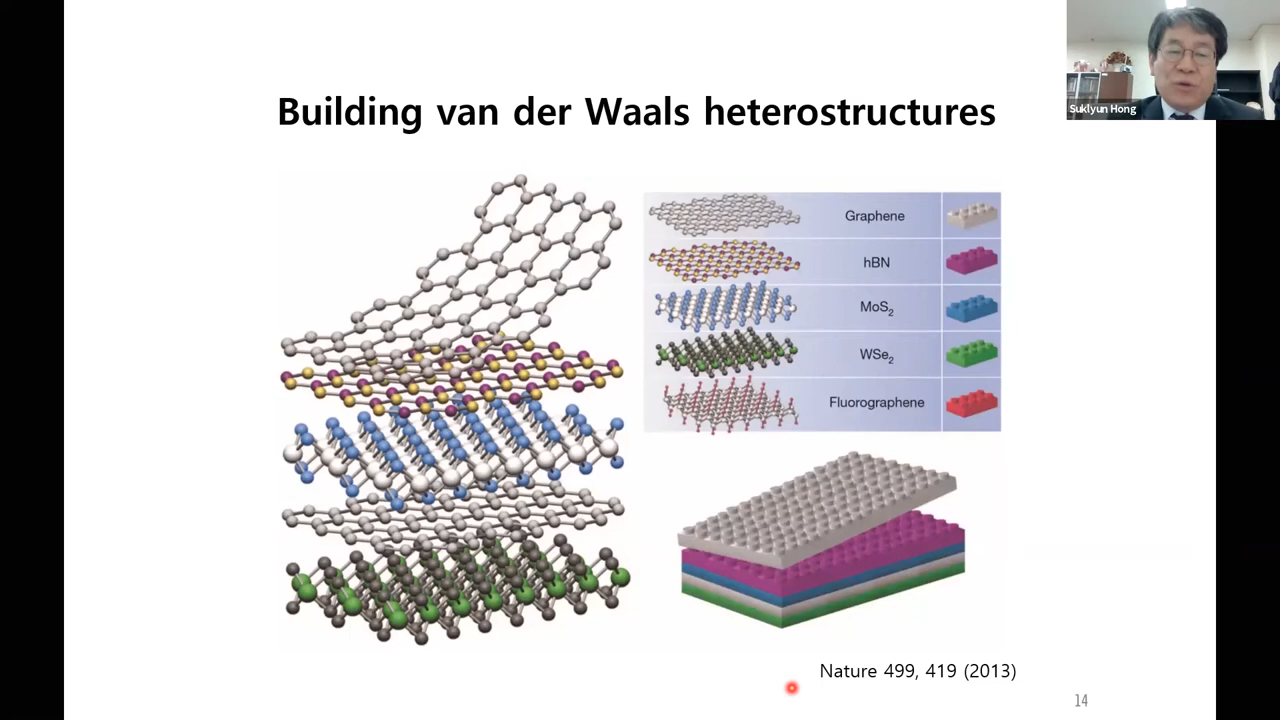 Building van der Waals heterostructures
Suklyun Hong
Graphene
hBN
MoS₂
WSe₂
Fluorographene
Nature 499, 419 (2013)
14